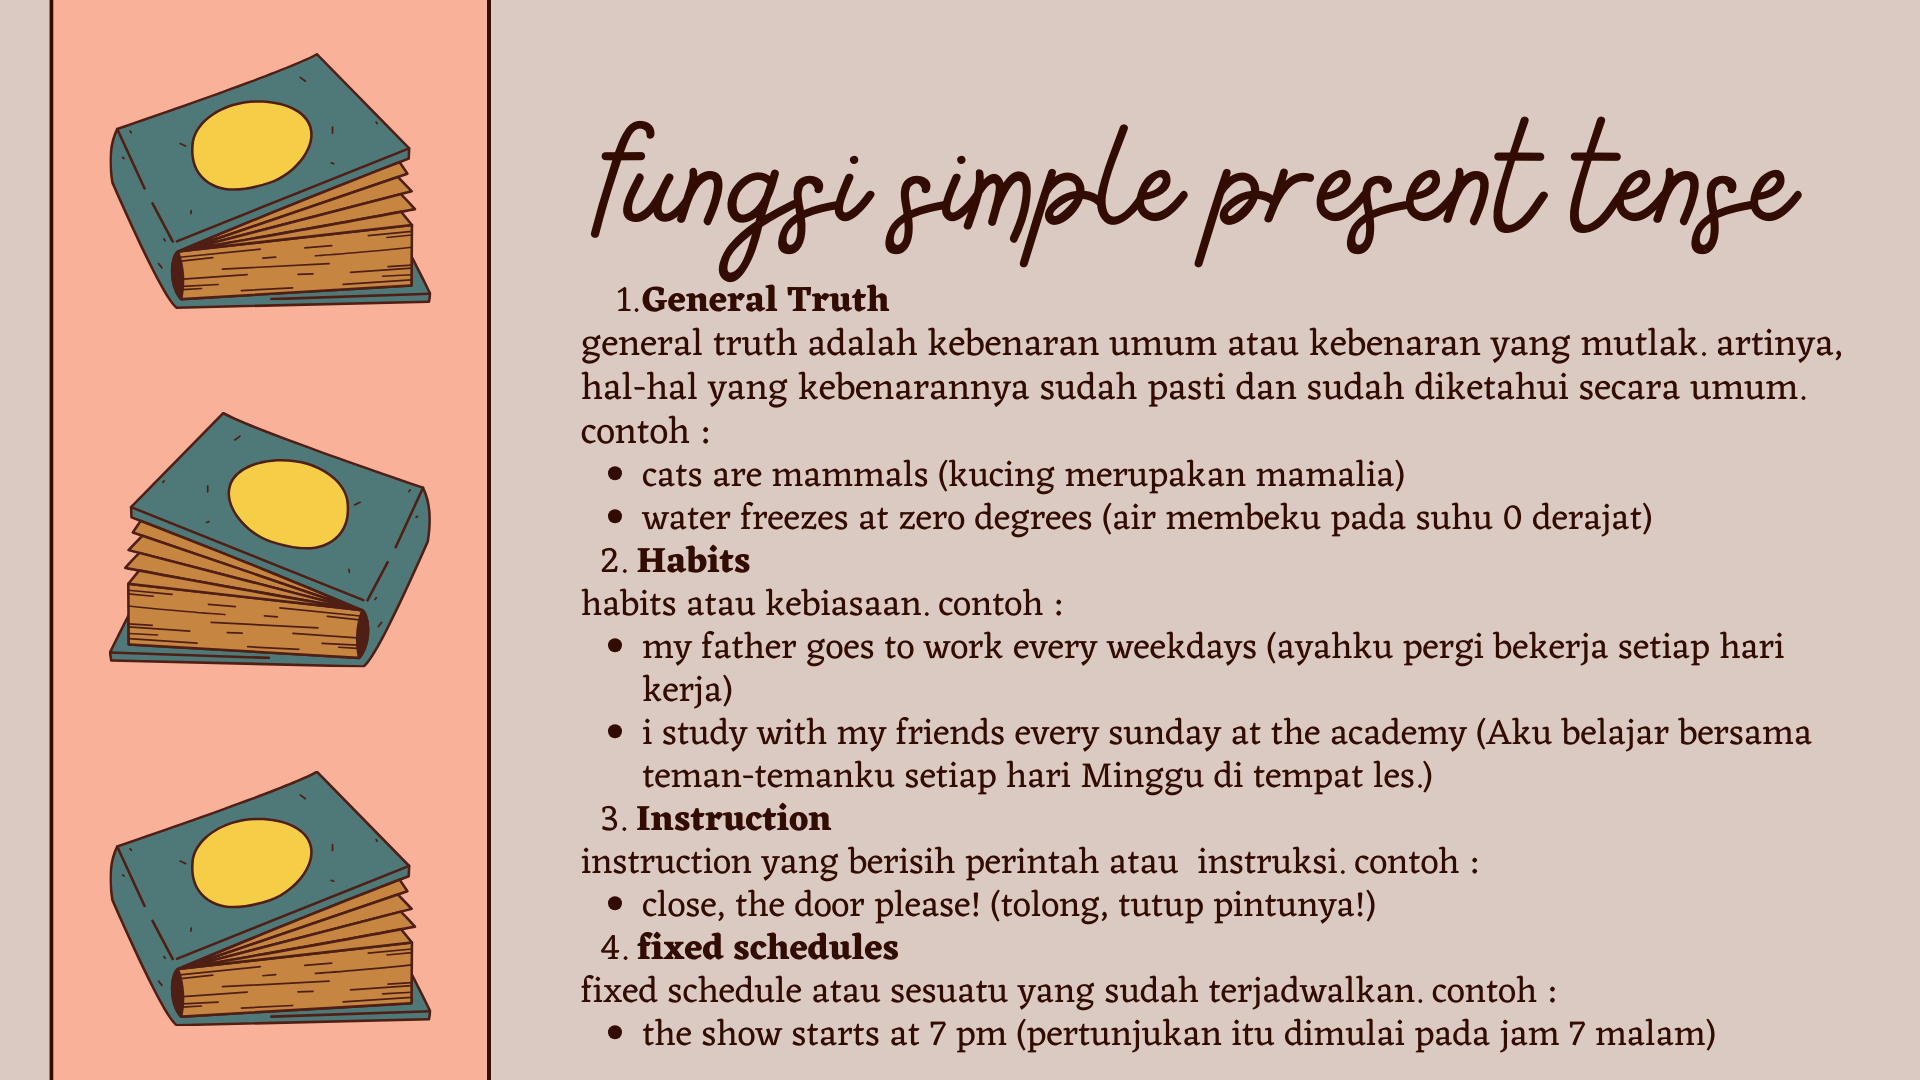 fungsi simple present tense
1.General Truth
general truth adalah kebenaran umum atau kebenaran yang mutlak. artinya,
hal-hal yang kebenarannya sudah pasti dan sudah diketahui secara umum.
contoh :
• cats are mammals (kucing merupakan mamalia)
• water freezes at zero degrees (air membeku pada suhu 0 derajat)
2. Habits
habits atau kebiasaan. contoh :
• my father goes to work every weekdays (ayahku pergi bekerja setiap hari
kerja)
• i study with my friends every sunday at the academy (Aku belajar bersama
teman-temanku setiap hari Minggu di tempat les.)
3. Instruction
instruction yang berisih perintah atau  instruksi. contoh :
• close, the door please! (tolong, tutup pintunya!)
4. fixed schedules
fixed schedule atau sesuatu yang sudah terjadwalkan. contoh :
• the show starts at 7 pm (pertunjukan itu dimulai pada jam 7 malam)